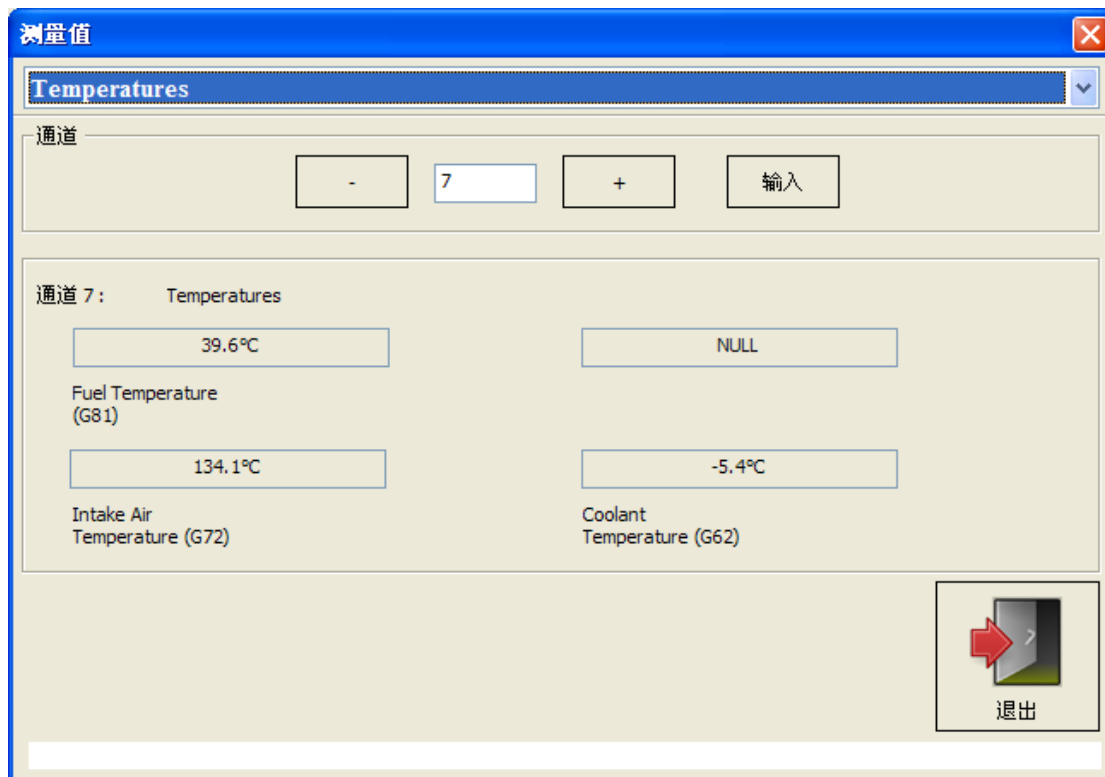 测量值
Temperatures
通道
-
7
+
输入
通道 7：
Temperatures
39.6℃
NULL
Fuel Temperature
(G81)
134.1℃
-5.4℃
Intake Air
Temperature (G72)
Coolant
Temperature (G62)
退出